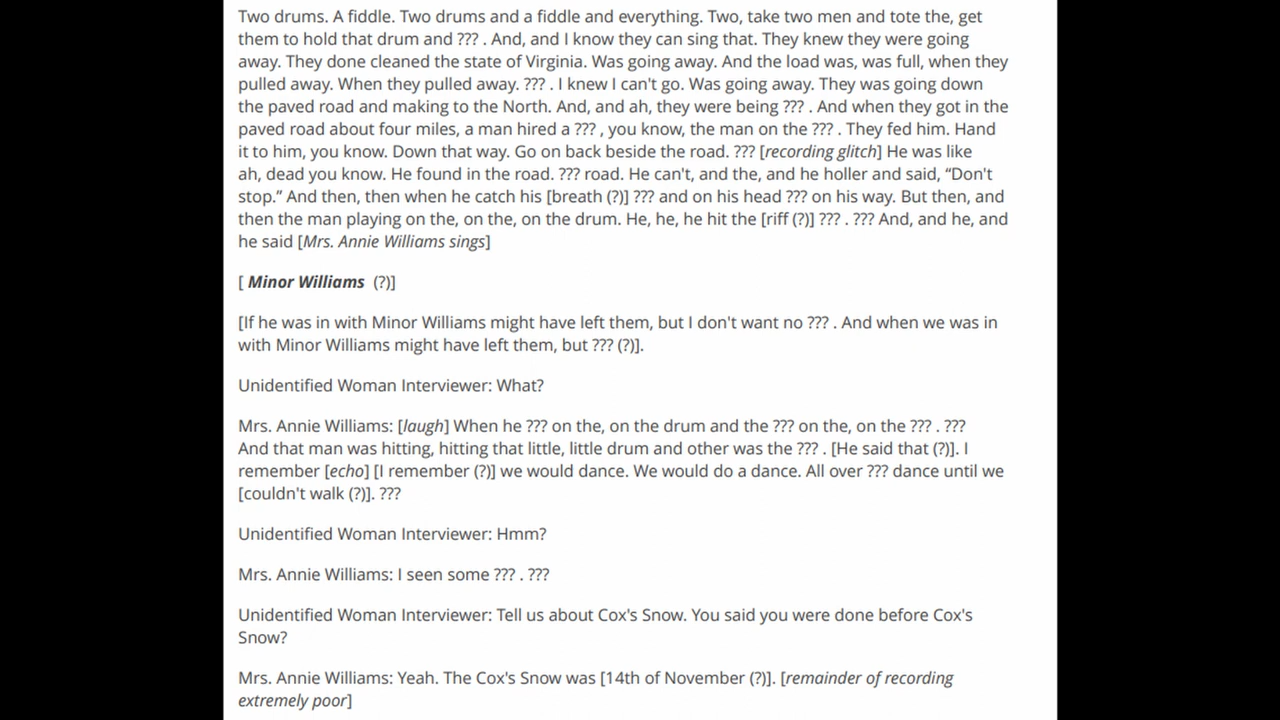 Two drums. A fiddle. Two drums and a fiddle and everything. Two, take two men and tote the, get
them to hold that drum and ??? . And, and I know they can sing that. They knew they were going
away. They done cleaned the state of Virginia. Was going away. And the load was, was full, when they
pulled away. When they pulled away. ??? . I knew I can't go. Was going away. They was going down
the paved road and making to the North. And, and ah, they were being ??? . And when they got in the
paved road about four miles, a man hired a ??? , you know, the man on the ??? . They fed him. Hand
it to him, you know. Down that way. Go on back beside the road. ??? [recording glitch] He was like
ah, dead you know. He found in the road. ??? road. He can't, and the, and he holler and said, “Don't
stop.” And then, then when he catch his [breath (?)] ??? and on his head ??? on his way. But then, and
then the man playing on the, on the, on the drum. He, he, he hit the [riff (?)] ??? . ??? And, and he, and
he said [Mrs. Annie Williams sings]
[ Minor Williams (?)]
[If he was in with Minor Williams might have left them, but I don't want no ??? . And when we was in
with Minor Williams might have left them, but ??? (?)].
Unidentified Woman Interviewer: What?
Mrs. Annie Williams: [laugh] When he ??? on the, on the drum and the ??? on the, on the ??? . ???
And that man was hitting, hitting that little, little drum and other was the ??? . [He said that (?)]. I
remember [echo] [I remember (?)] we would dance. We would do a dance. All over ??? dance until we
[couldn't walk (?)]. ???
Unidentified Woman Interviewer: Hmm?
Mrs. Annie Williams: I seen some ??? . ???
Unidentified Woman Interviewer: Tell us about Cox's Snow. You said you were done before Cox's
Snow?
Mrs. Annie Williams: Yeah. The Cox's Snow was [14th of November (?)]. [remainder of recording
extremely poor]